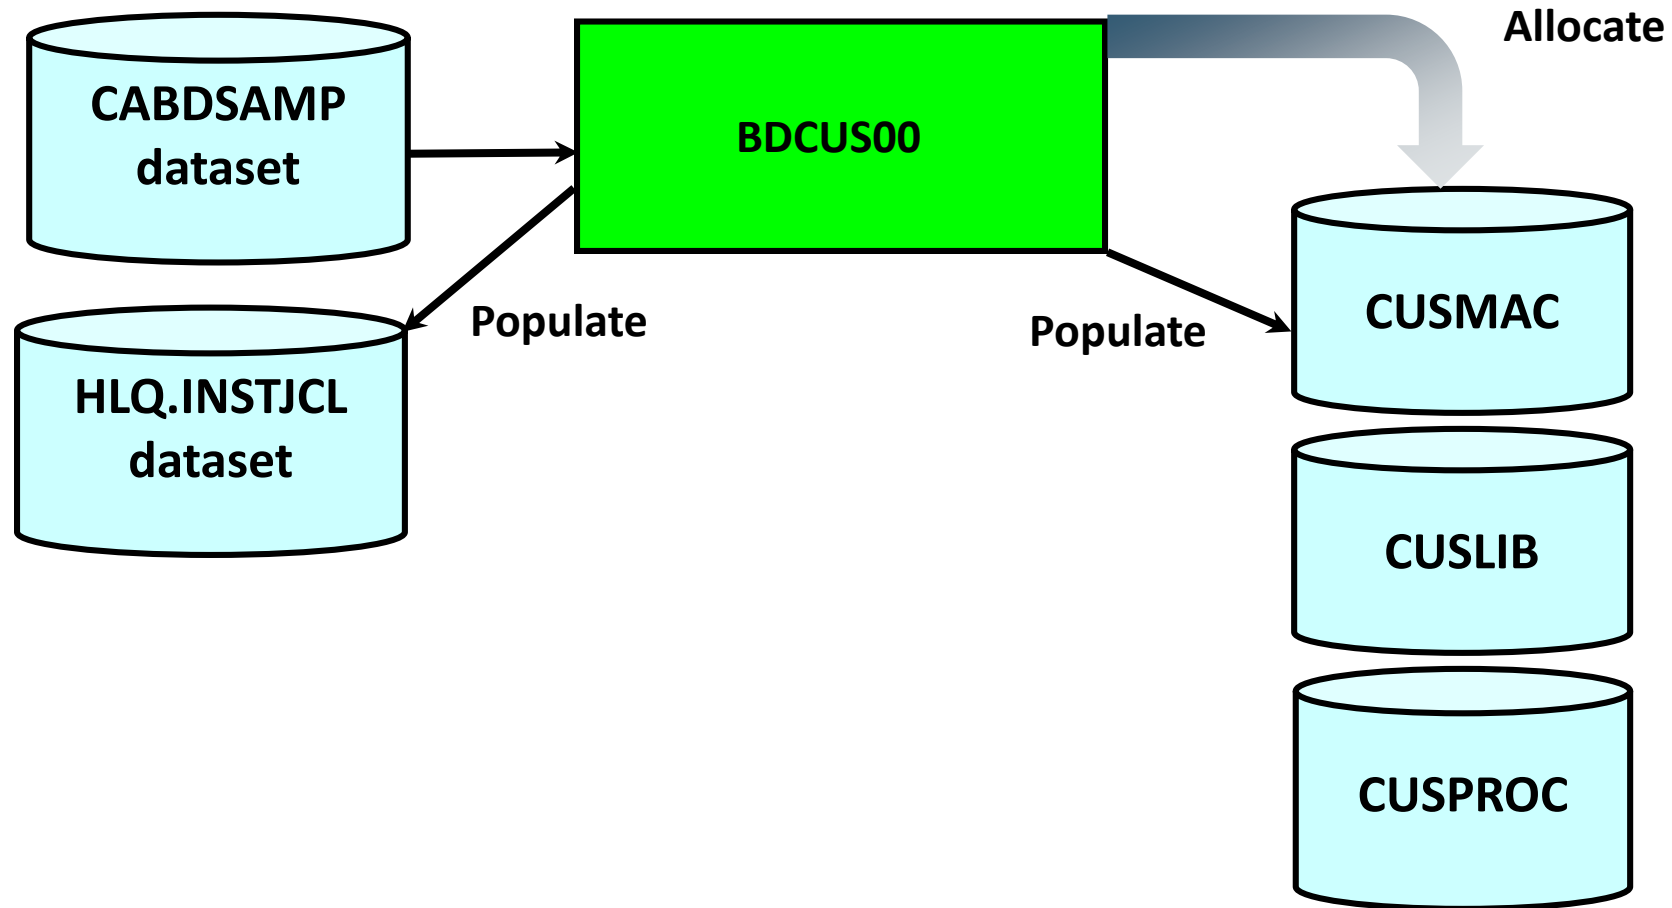 Allocate
CABDSAMP
dataset
BDCUS00
Populate
Populate
CUSMAC
HLQ.INSTJCL
dataset
CUSLIB
CUSPROC